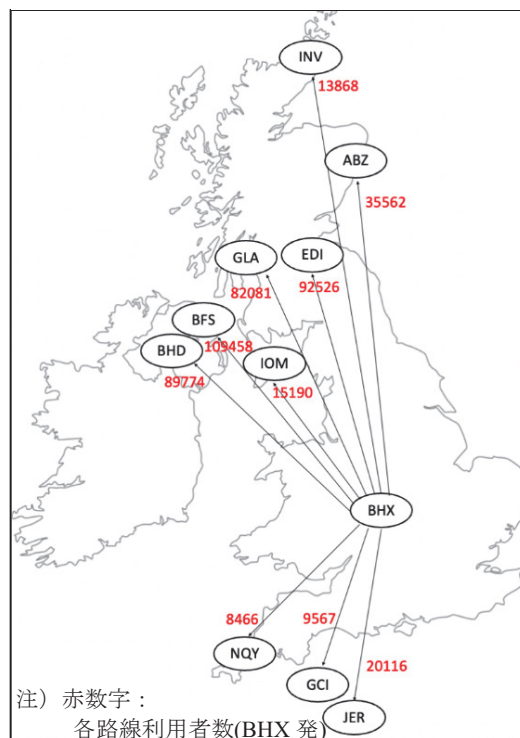 INV
13868
ABZ
35562
GLA
EDI
82081
92526
BFS
109458
BHD
IOM
89774
15190
BHX
8466
9567
NQY
20116
GCI
JER
注）赤数字：
各路線利用者数(BHX 発)